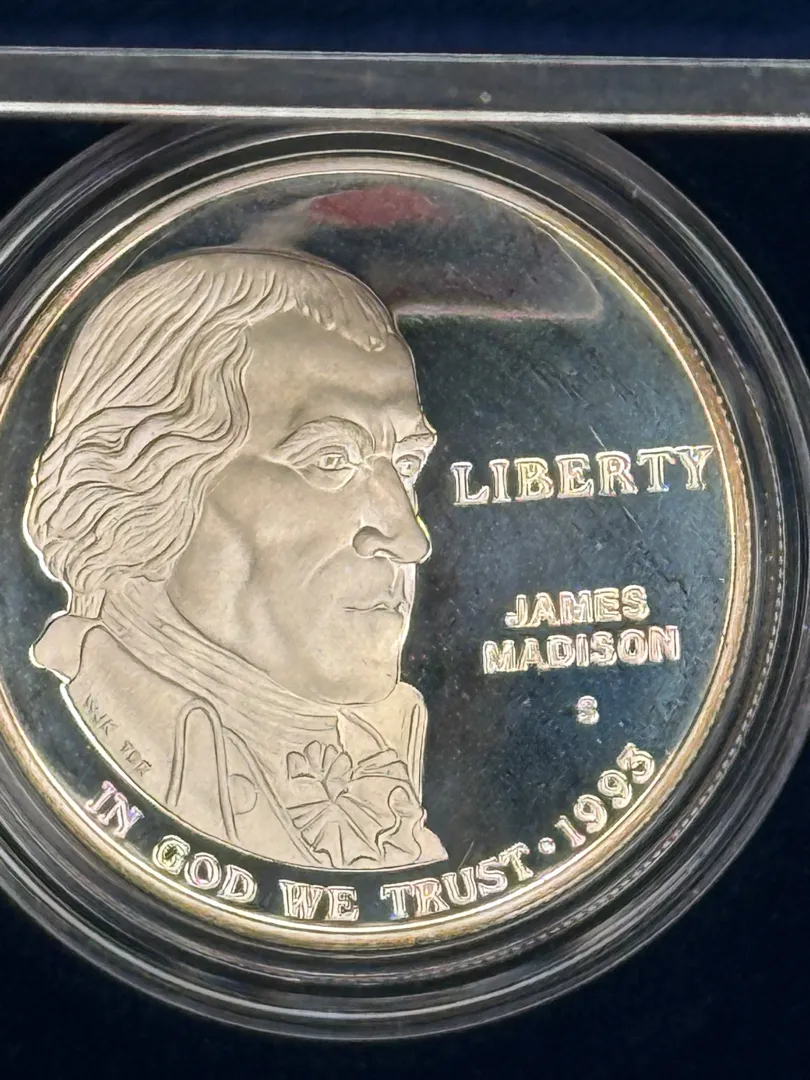 LIBERTY
JAMES
MADISON
S
IN GOD WE TRUST · 1993